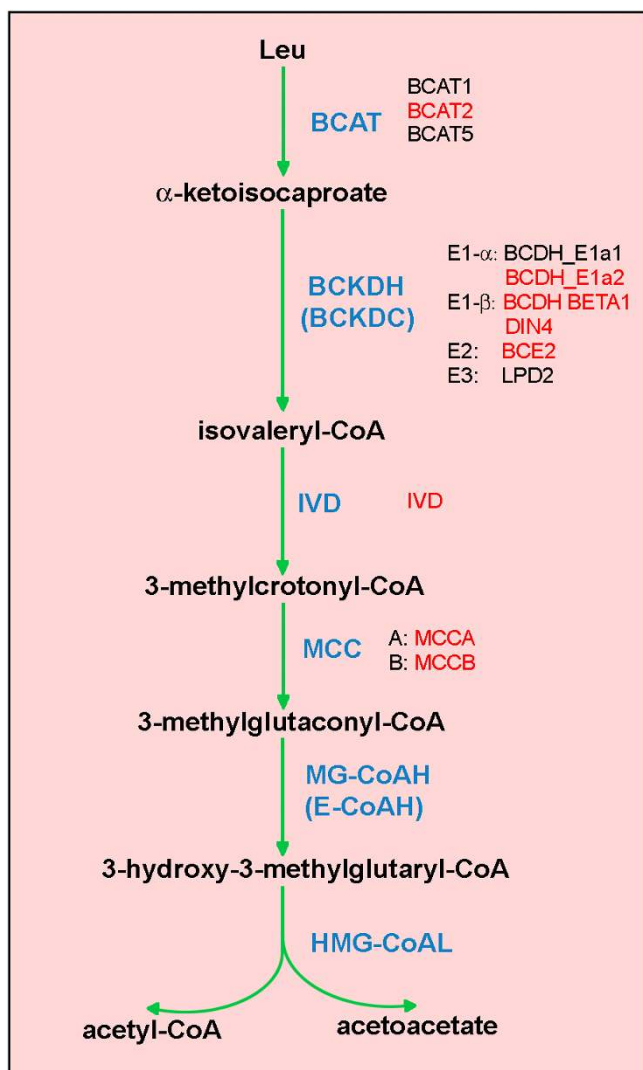 Leu
BCAT
BCAT1
BCAT2
BCAT5
α-ketoisocaproate
BCKDH
(BCKDC)
E1-α: BCDH_E1a1
BCDH_E1a2
E1-β: BCDH BETA1
DIN4
E2: BCE2
E3: LPD2
isovaleryl-CoA
IVD IVD
3-methylcrotonyl-CoA
MCC
A: MCCA
B: MCCB
3-methylglutaconyl-CoA
MG-CoAH
(E-CoAH)
3-hydroxy-3-methylglutaryl-CoA
HMG-CoAL
acetyl-CoA acetoacetate